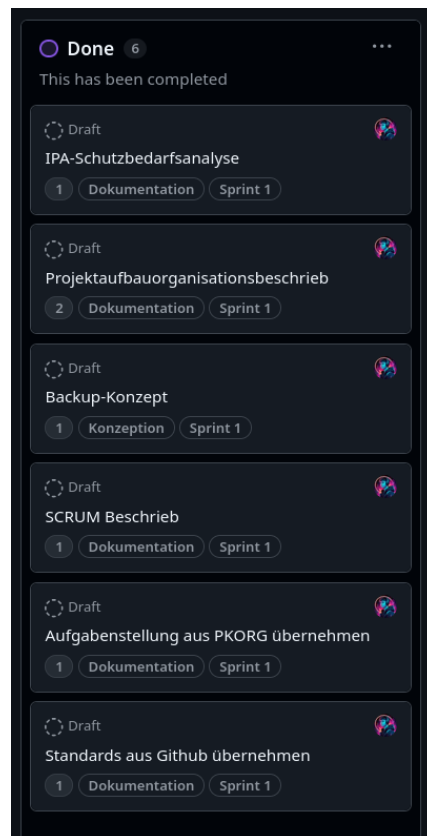 Done 6 ...
This has been completed
Draft
IPA-Schutzbedarfsanalyse
1 Dokumentation Sprint 1
Draft
Projektaufbauorganisationsbeschrieb
2 Dokumentation Sprint 1
Draft
Backup-Konzept
1 Konzeption Sprint 1
Draft
SCRUM Beschrieb
1 Dokumentation Sprint 1
Draft
Aufgabenstellung aus PKORG übernehmen
1 Dokumentation Sprint 1
Draft
Standards aus Github übernehmen
1 Dokumentation Sprint 1